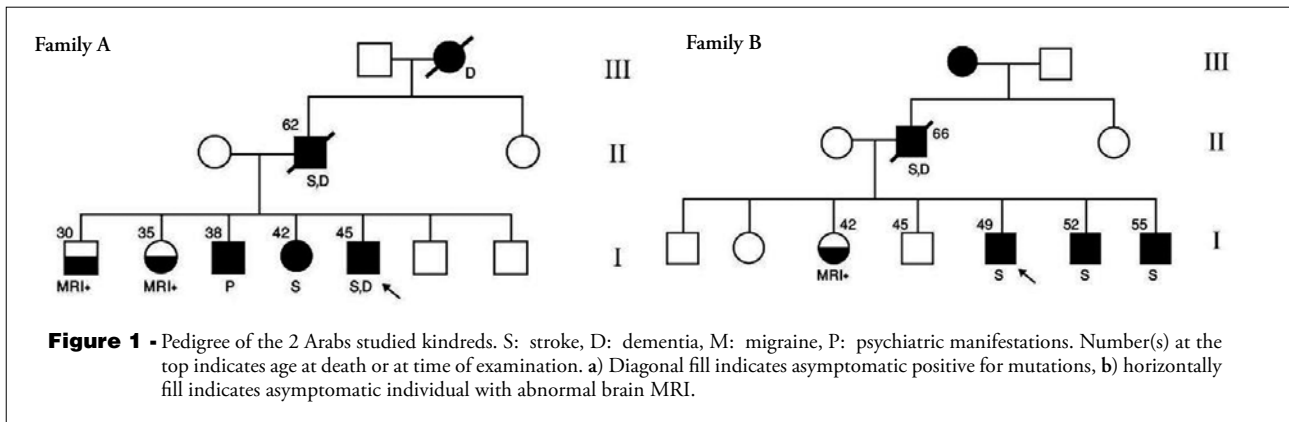 Family A
Family B
D
III
III
62
66
II
II
S,D
S,D
30 35 38 42 45
42 45 49 52 55
I
I
MRI+ MRI+ P S S,D
MRI+ S S S
Figure 1 - Pedigree of the 2 Arabs studied kindreds. S: stroke, D: dementia, M: migraine, P: psychiatric manifestations. Number(s) at the
top indicates age at death or at time of examination. a) Diagonal fill indicates asymptomatic positive for mutations, b) horizontally
fill indicates asymptomatic individual with abnormal brain MRI.